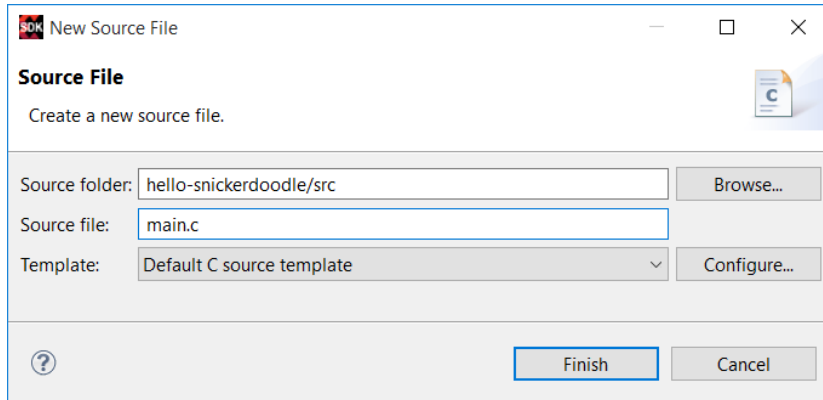 SDK New Source File
Source File
Create a new source file.
C
Source folder: hello-snickerdoodle/src Browse...
Source file: main.c
Template: Default C source template Configure...
? Finish Cancel